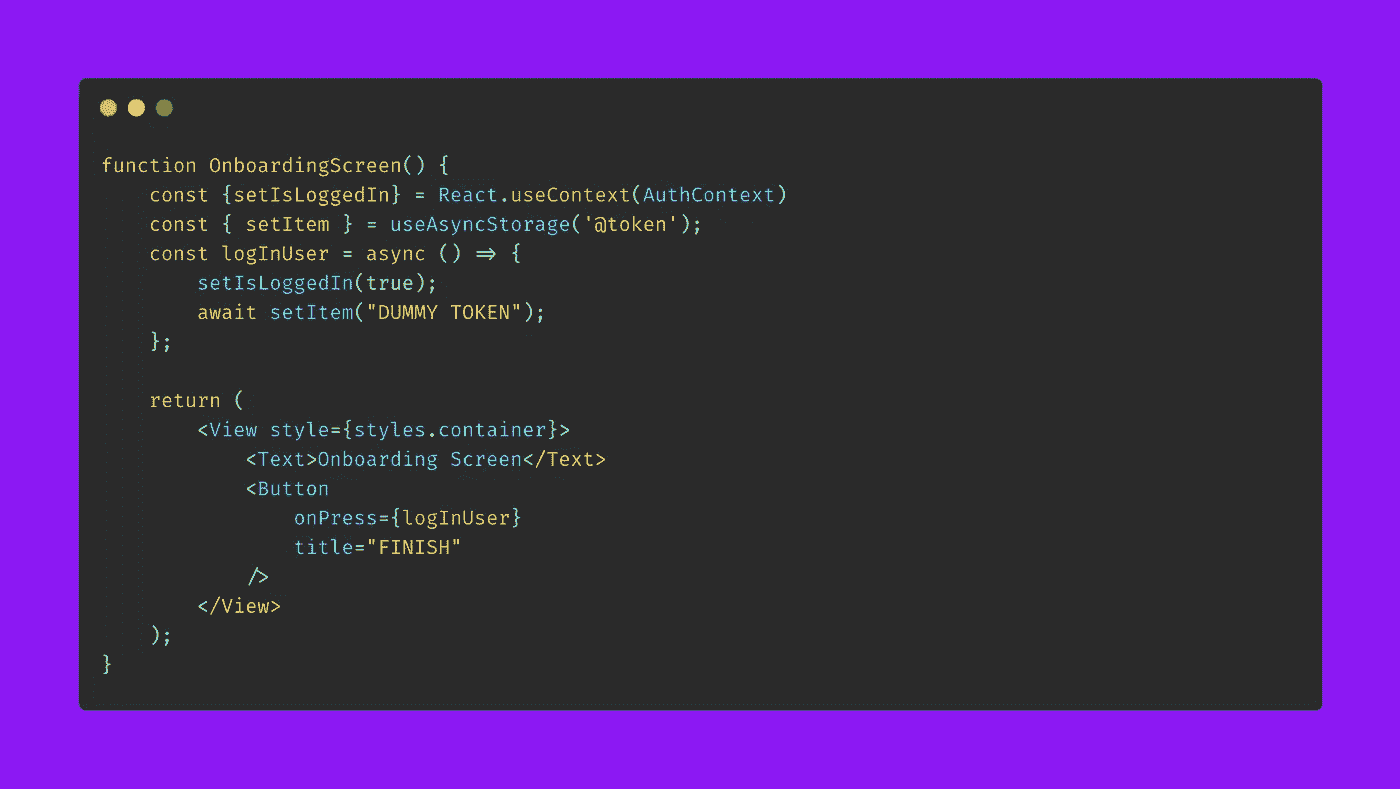 function OnboardingScreen() {
    const {setIsLoggedIn} = React.useContext(AuthContext)
    const { setItem } = useAsyncStorage('@token');
    const logInUser = async () => {
        setIsLoggedIn(true);
        await setItem("DUMMY TOKEN");
    };

    return (
        <View style={styles.container}>
            <Text>Onboarding Screen</Text>
            <Button
                onPress={logInUser}
                title="FINISH"
            />
        </View>
    );
}